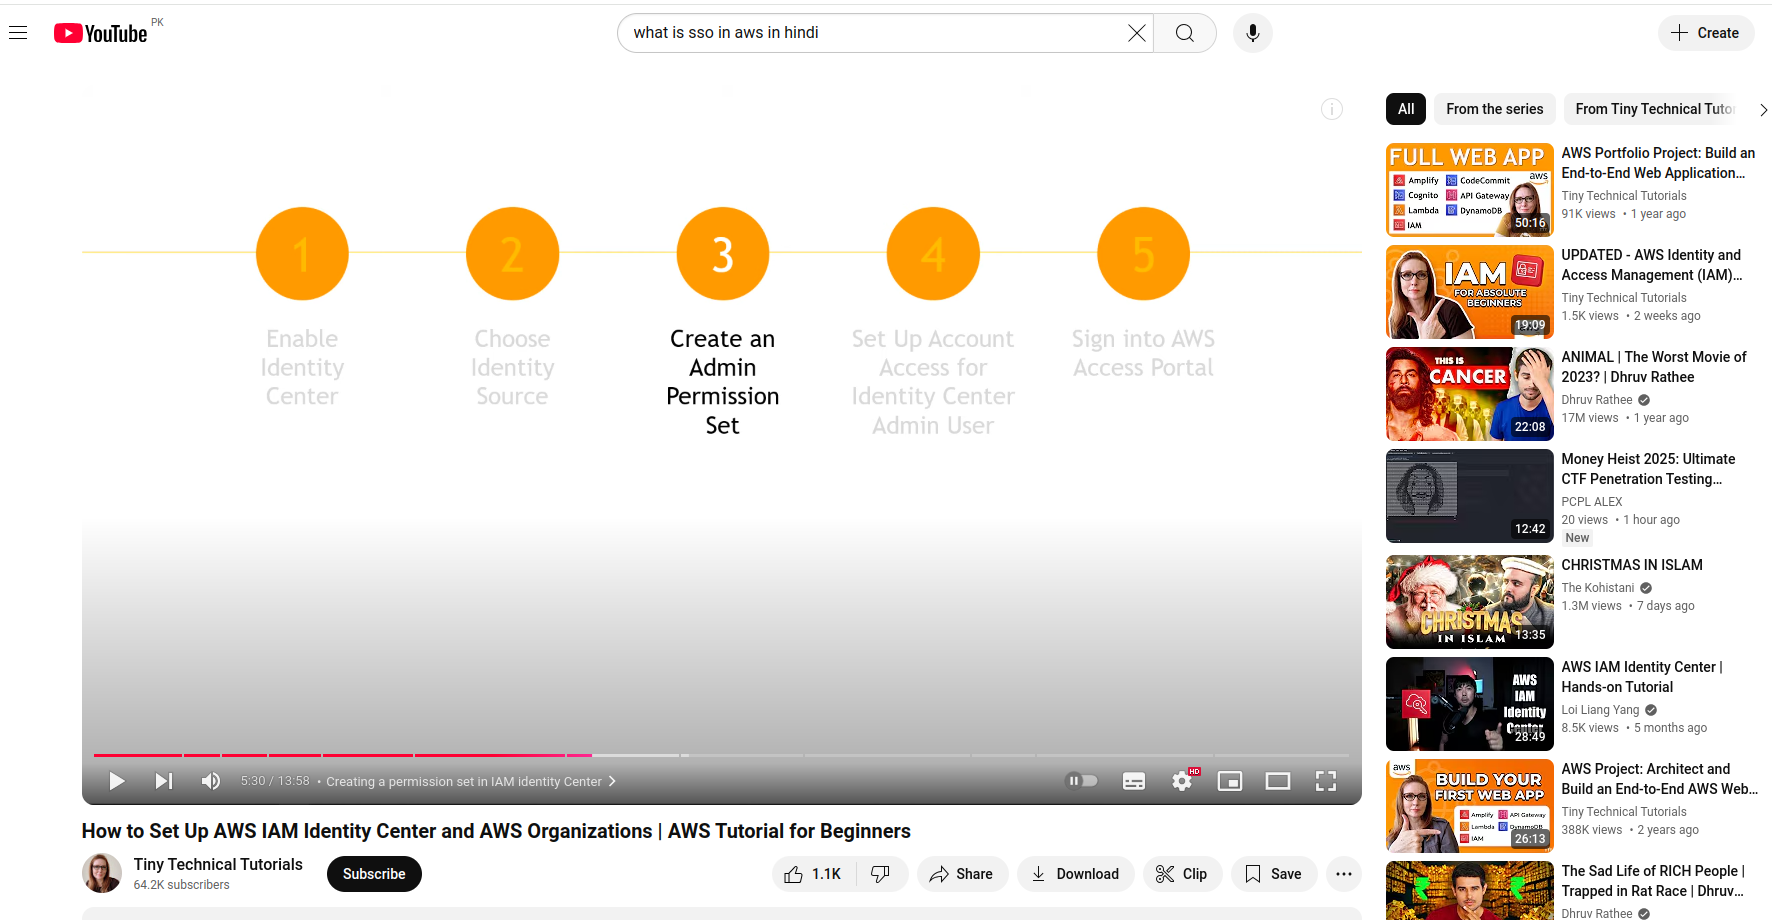 YouTube PK
what is sso in aws in hindi
Create
1
2
3
4
5
Enable
Identity
Center
Choose
Identity
Source
Create an
Admin
Permission
Set
Set Up Account
Access for
Identity Center
Admin User
Sign into AWS
Access Portal
5:30 / 13:58 • Creating a permission set in IAM identity Center
HD
How to Set Up AWS IAM Identity Center and AWS Organizations | AWS Tutorial for Beginners
Tiny Technical Tutorials
64.2K subscribers
Subscribe
1.1K
Share
Download
Clip
Save
All
From the series
From Tiny Technical Tuto
FULL WEB APP
aws
Amplify
CodeCommit
Cognito
API Gateway
Lambda
DynamoDB
IAM
50:16
AWS Portfolio Project: Build an
End-to-End Web Application...
Tiny Technical Tutorials
91K views • 1 year ago
IAM
FOR ABSOLUTE
BEGINNERS
19:09
UPDATED - AWS Identity and
Access Management (IAM)...
Tiny Technical Tutorials
1.5K views • 2 weeks ago
THIS IS
CANCER
22:08
ANIMAL | The Worst Movie of
2023? | Dhruv Rathee
Dhruv Rathee
17M views • 1 year ago
12:42
Money Heist 2025: Ultimate
CTF Penetration Testing...
PCPL ALEX
20 views • 1 hour ago
New
CHRISTMAS
IN ISLAM
13:35
CHRISTMAS IN ISLAM
The Kohistani
1.3M views • 7 days ago
AWS
IAM
Identity
Center
28:49
AWS IAM Identity Center |
Hands-on Tutorial
Loi Liang Yang
8.5K views • 5 months ago
aws
BUILD YOUR
FIRST WEB APP
Amplify
API Gateway
Lambda
DynamoDB
IAM
26:13
AWS Project: Architect and
Build an End-to-End AWS Web...
Tiny Technical Tutorials
388K views • 2 years ago
The Sad Life of RICH People |
Trapped in Rat Race | Dhruv...
Dhruv Rathee